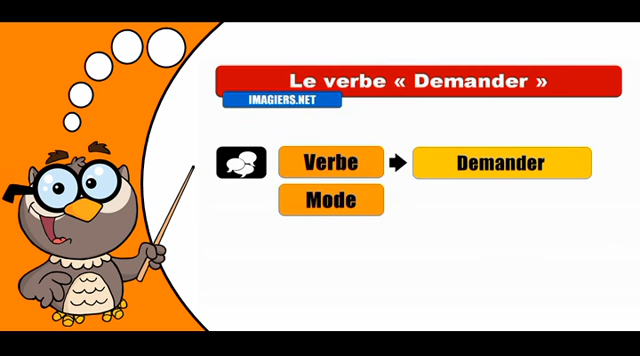 Le verbe « Demander »
IMAGIERS.NET
Verbe Demander
Mode